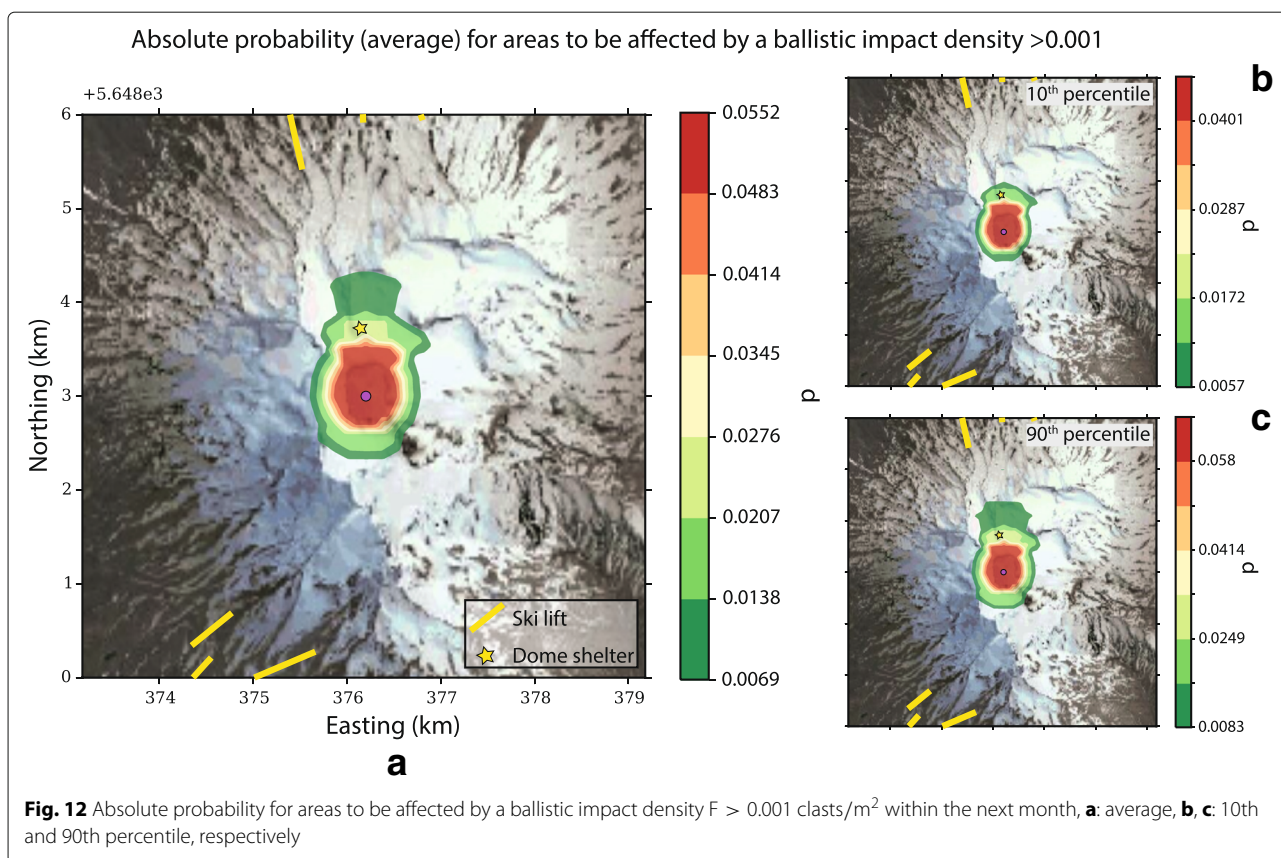 Absolute probability (average) for areas to be affected by a ballistic impact density >0.001
+5.648e3
6
5
4
3
2
1
0
Northing (km)
374
375
376
377
378
379
Easting (km)
Ski lift
Dome shelter
a
0.0552
0.0483
0.0414
0.0345
0.0276
0.0207
0.0138
0.0069
p
10th percentile
b
0.0401
0.0287
0.0172
0.0057
p
90th percentile
c
0.058
0.0414
0.0249
0.0083
p
Fig. 12 Absolute probability for areas to be affected by a ballistic impact density F > 0.001 clasts/m² within the next month, a: average, b, c: 10th
and 90th percentile, respectively